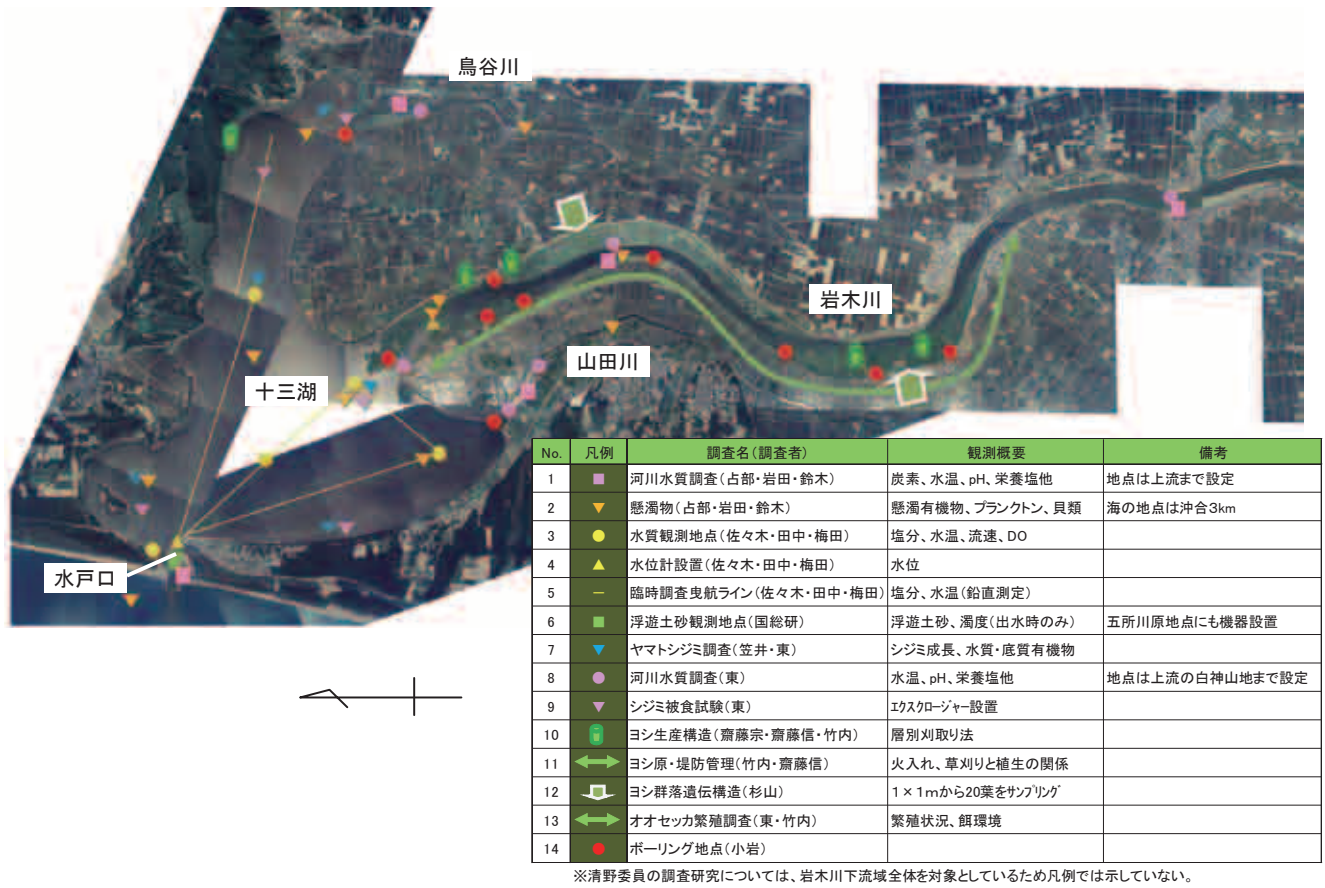 鳥谷川
岩木川
山田川
十三湖
水戸口
No. 凡例 調査名(調査者) 観測概要 備考
1 河川水質調査(占部・岩田・鈴木) 炭素、水温、pH、栄養塩他 地点は上流まで設定
2 懸濁物(占部・岩田・鈴木) 懸濁有機物、プランクトン、貝類 海の地点は沖合3km
3 水質観測地点(佐々木・田中・梅田) 塩分、水温、流速、DO
4 水位計設置(佐々木・田中・梅田) 水位
5 臨時調査曳航ライン(佐々木・田中・梅田) 塩分、水温(鉛直測定)
6 浮遊土砂観測地点(国総研) 浮遊土砂、濁度(出水時のみ) 五所川原地点にも機器設置
7 ヤマトシジミ調査(笠井・東) シジミ成長、水質・底質有機物
8 河川水質調査(東) 水温、pH、栄養塩他 地点は上流の白神山地まで設定
9 シジミ被食試験(東) エクスクロージャー設置
10 ヨシ生産構造(齋藤宗・齋藤信・竹内) 層別刈取り法
11 ヨシ原・堤防管理(竹内・齋藤信) 火入れ、草刈りと植生の関係
12 ヨシ群落遺伝構造(杉山) 1×1mから20葉をサンプリング
13 オオセッカ繁殖調査(東・竹内) 繁殖状況、餌環境
14 ボーリング地点(小岩)
※清野委員の調査研究については、岩木川下流域全体を対象としているため凡例では示していない。